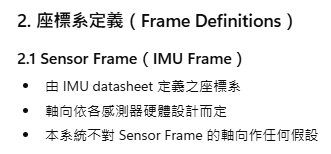 2. 座標系定義（Frame Definitions）
2.1 Sensor Frame（IMU Frame）
• 由 IMU datasheet 定義之座標系
• 軸向依各感測器硬體設計而定
• 本系統不對 Sensor Frame 的軸向作任何假設